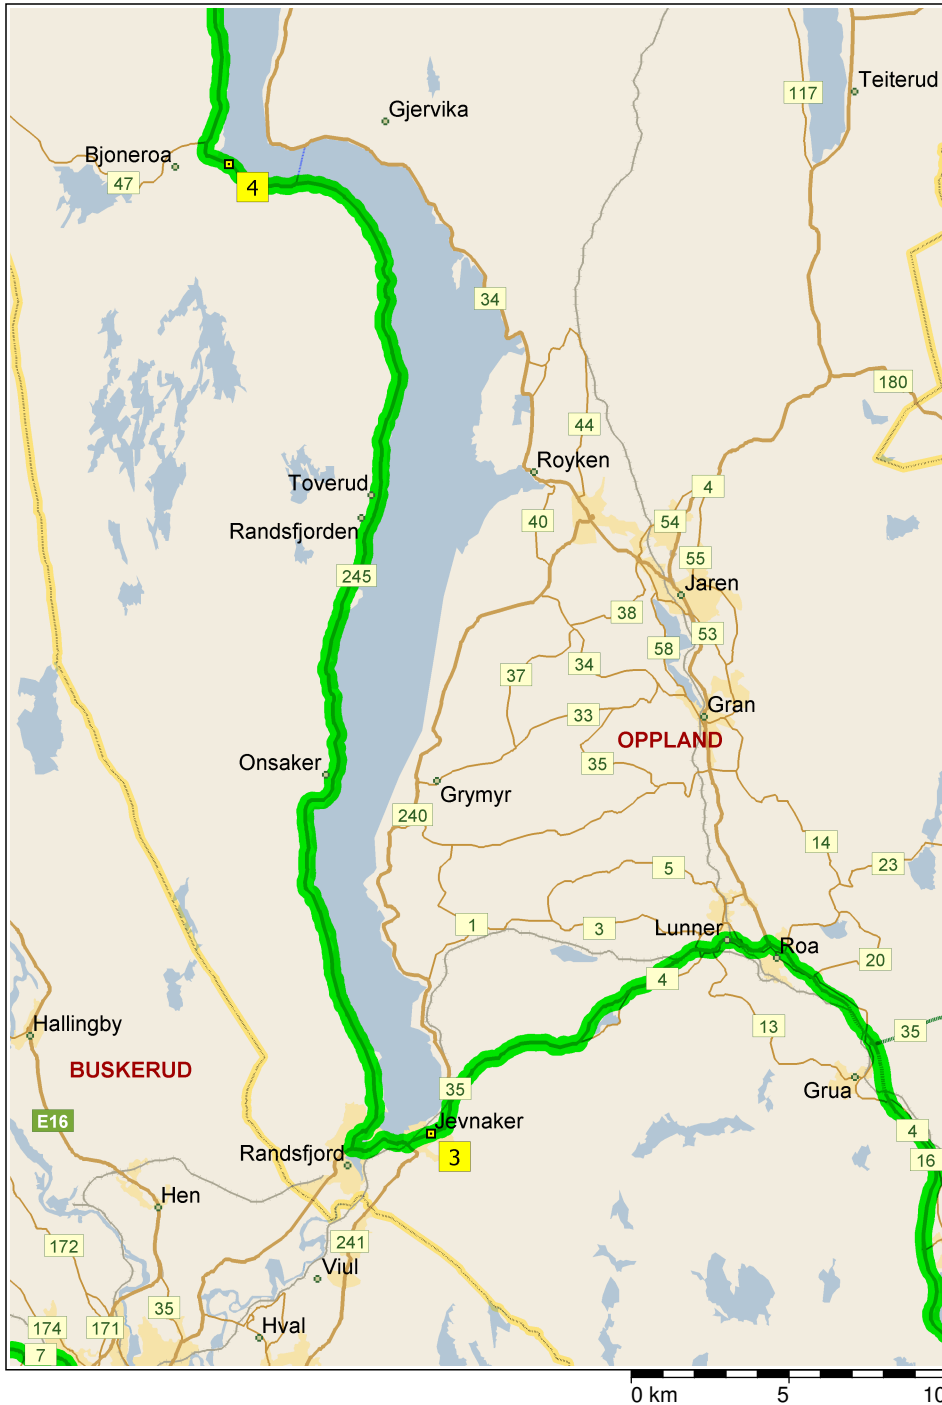 Teiterud
117
Gjervika
Bjoneroa
47
4
34
180
44
Royken
4
Toverud
40
54
Randsfjorden
55
245
Jaren
38
53
58
34
37
Gran
33
OPPLAND
35
Onsaker
Grymyr
240
14
23
5
1
3
Lunner
Roa
20
4
Hallingby
13
35
BUSKERUD
35
Grua
E16
Jevnaker
4
Randsfjord
3
16
Hen
172
241
Viul
35
174
171
Hval
7
0 km
5
10